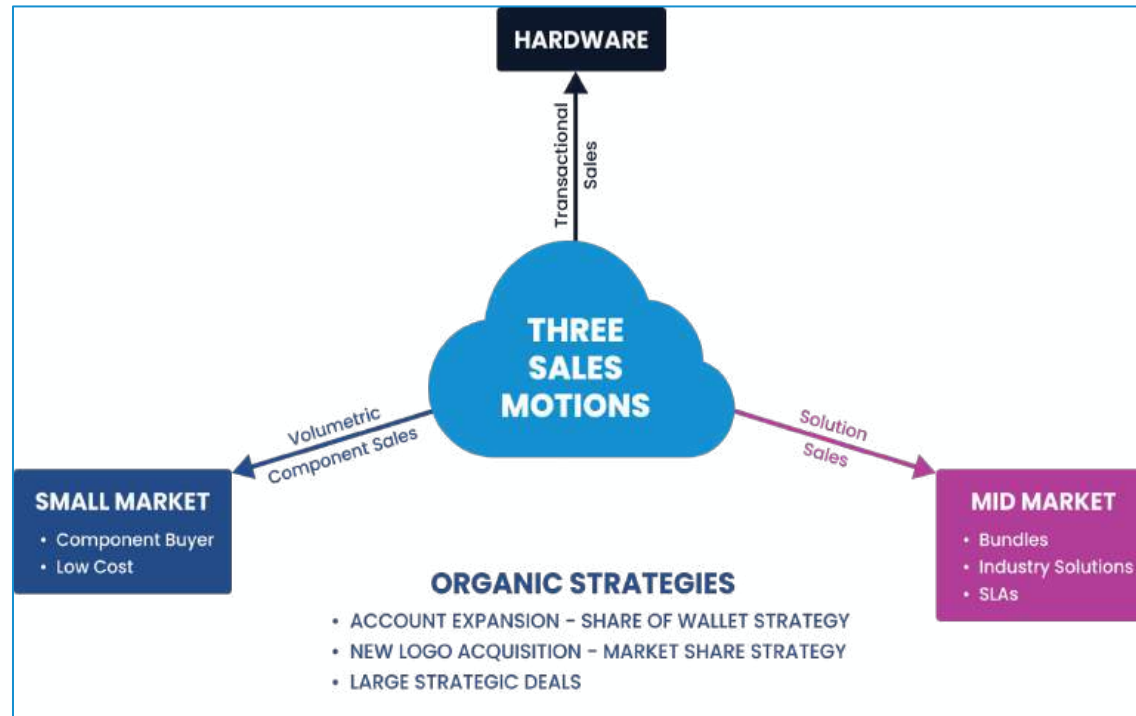 HARDWARE
Transactional
Sales
THREE
SALES
MOTIONS
Volumetric
Component Sales
Solution
Sales
SMALL MARKET
• Component Buyer
• Low Cost
MID MARKET
• Bundles
• Industry Solutions
• SLAs
ORGANIC STRATEGIES
• ACCOUNT EXPANSION – SHARE OF WALLET STRATEGY
• NEW LOGO ACQUISITION – MARKET SHARE STRATEGY
• LARGE STRATEGIC DEALS